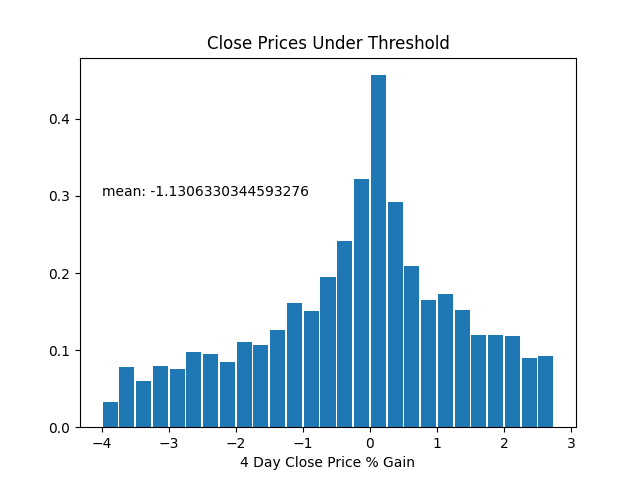 Close Prices Under Threshold
0.4
mean: -1.1306330344593276
0.3
0.2
0.1
0.0
−4 −3 −2 −1 0 1 2 3
4 Day Close Price % Gain